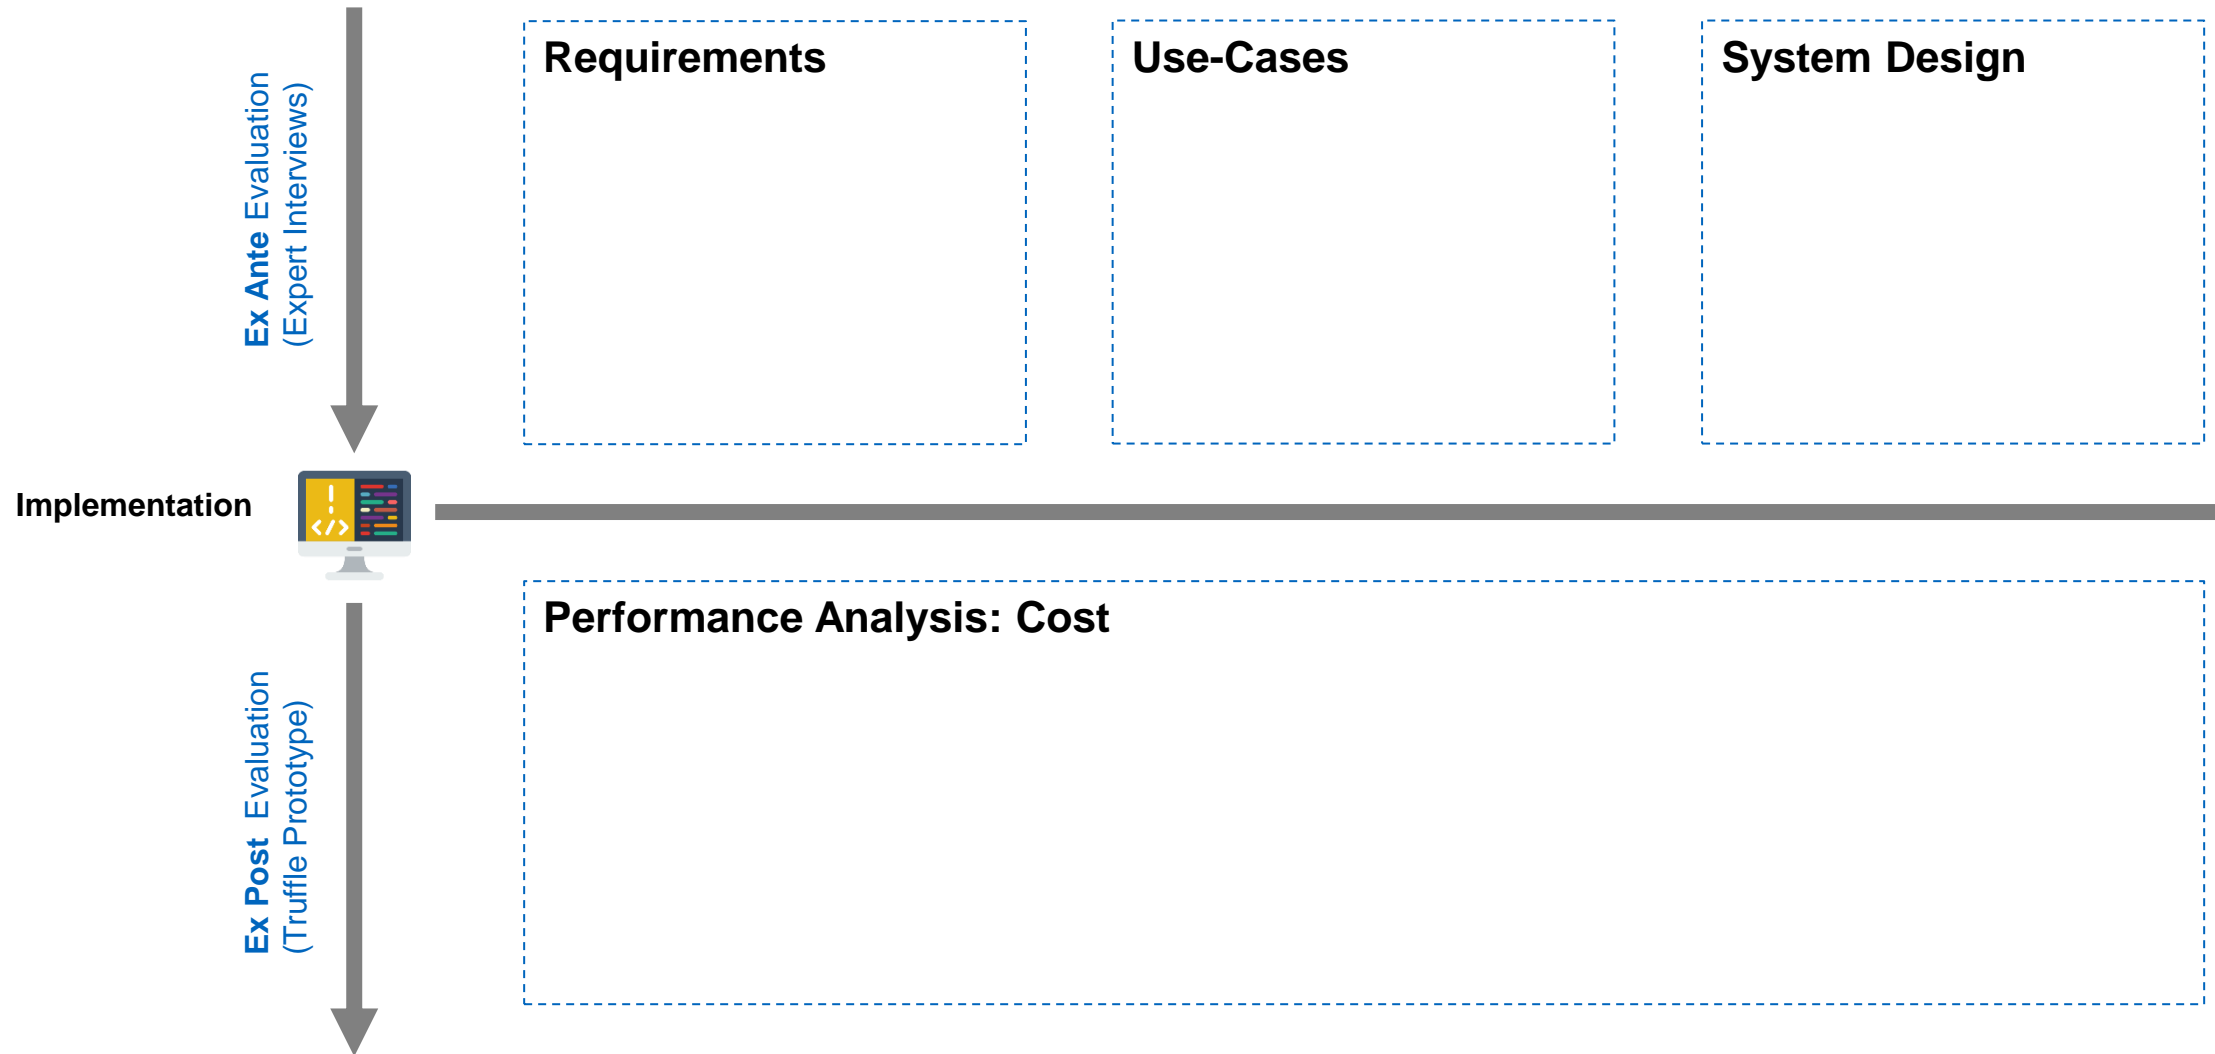 Requirements
Use-Cases
System Design
Ex Ante Evaluation
(Expert Interviews)
Implementation
</>
Performance Analysis: Cost
Ex Post Evaluation
(Truffle Prototype)